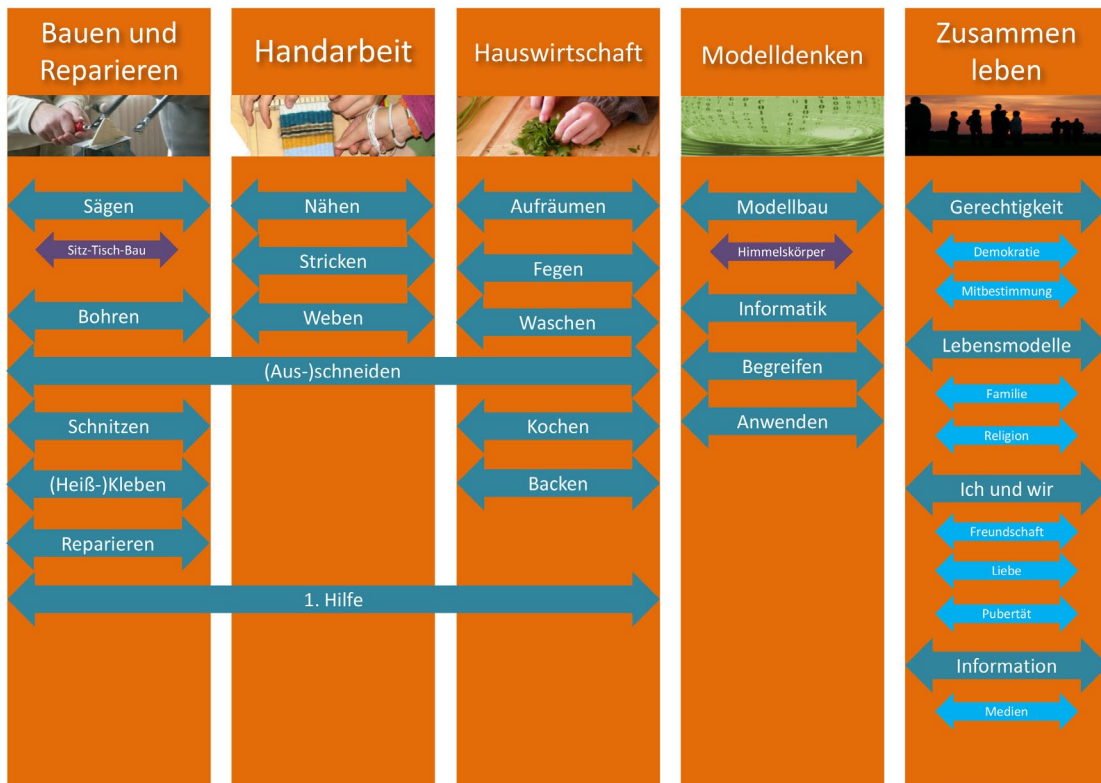 Bauen und
Reparieren
Handarbeit
Hauswirtschaft
Modelldenken
Zusammen
leben
Sägen
Sitz-Tisch-Bau
Bohren
(Aus-)schneiden
Schnitzen
(Heiß-)Kleben
Reparieren
1. Hilfe
Nähen
Stricken
Weben
Aufräumen
Fegen
Waschen
Kochen
Backen
Modellbau
Himmelskörper
Informatik
Begreifen
Anwenden
Gerechtigkeit
Demokratie
Mitbestimmung
Lebensmodelle
Familie
Religion
Ich und wir
Freundschaft
Liebe
Pubertät
Information
Medien